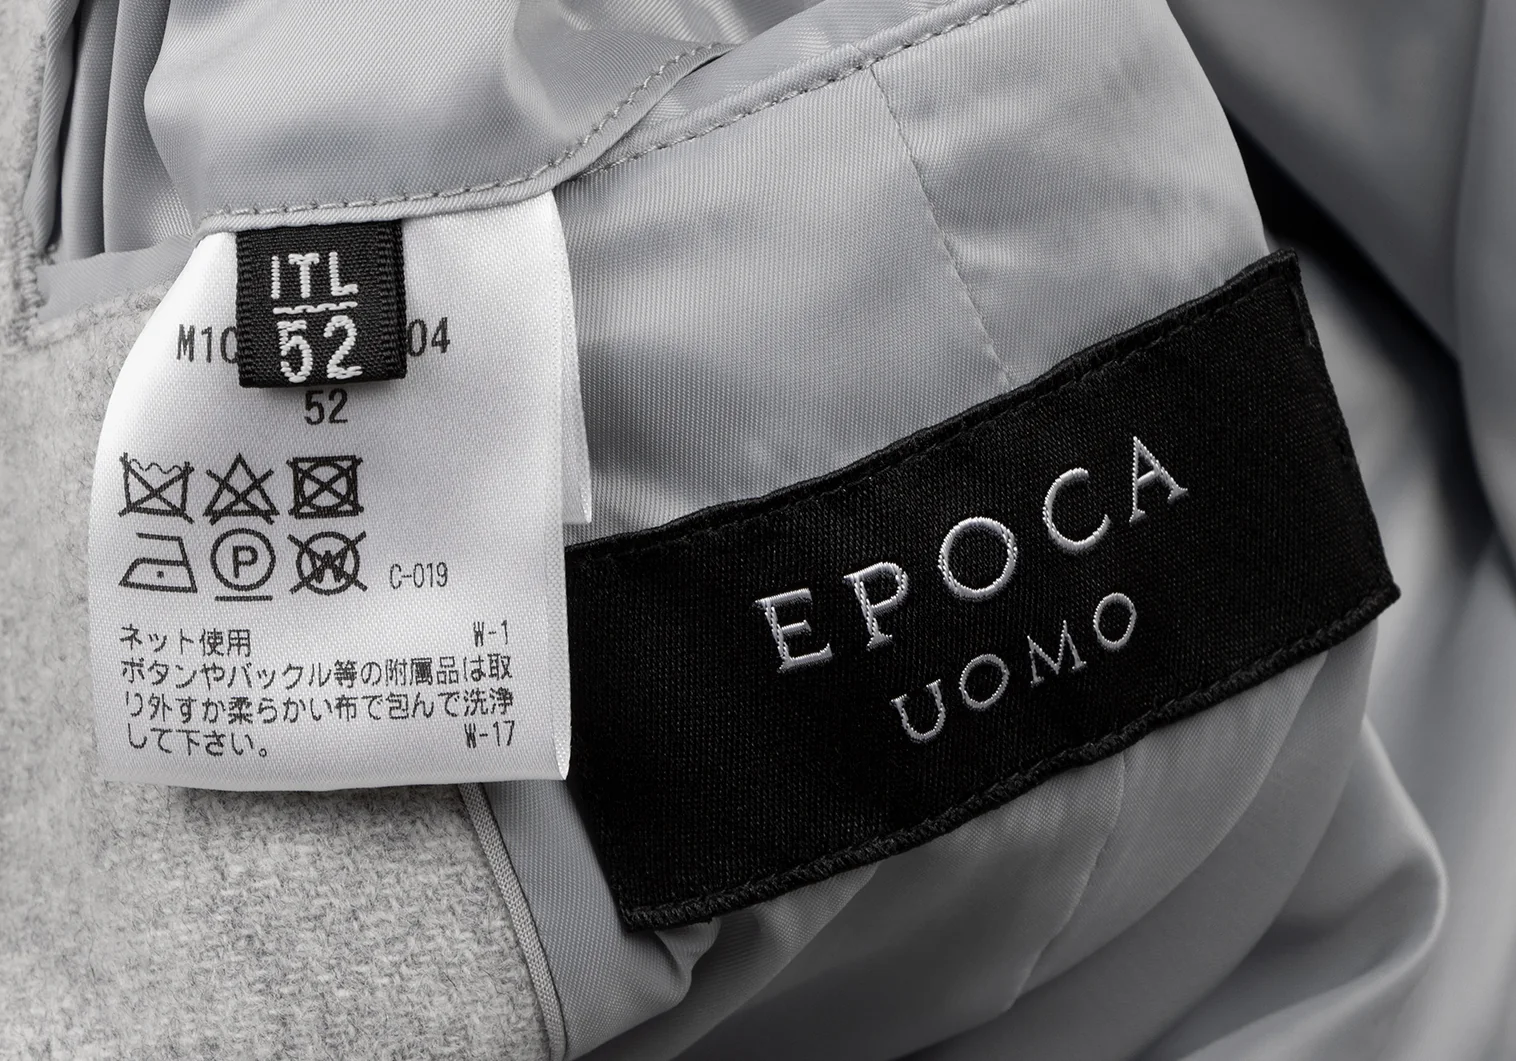 ITL
52
M10 04
52
P
W
C-019
ネット使用 W-1
ボタンやバックル等の附属品は取
り外すか柔らかい布で包んで洗浄
して下さい。 W-17
EPOCA
UOMO